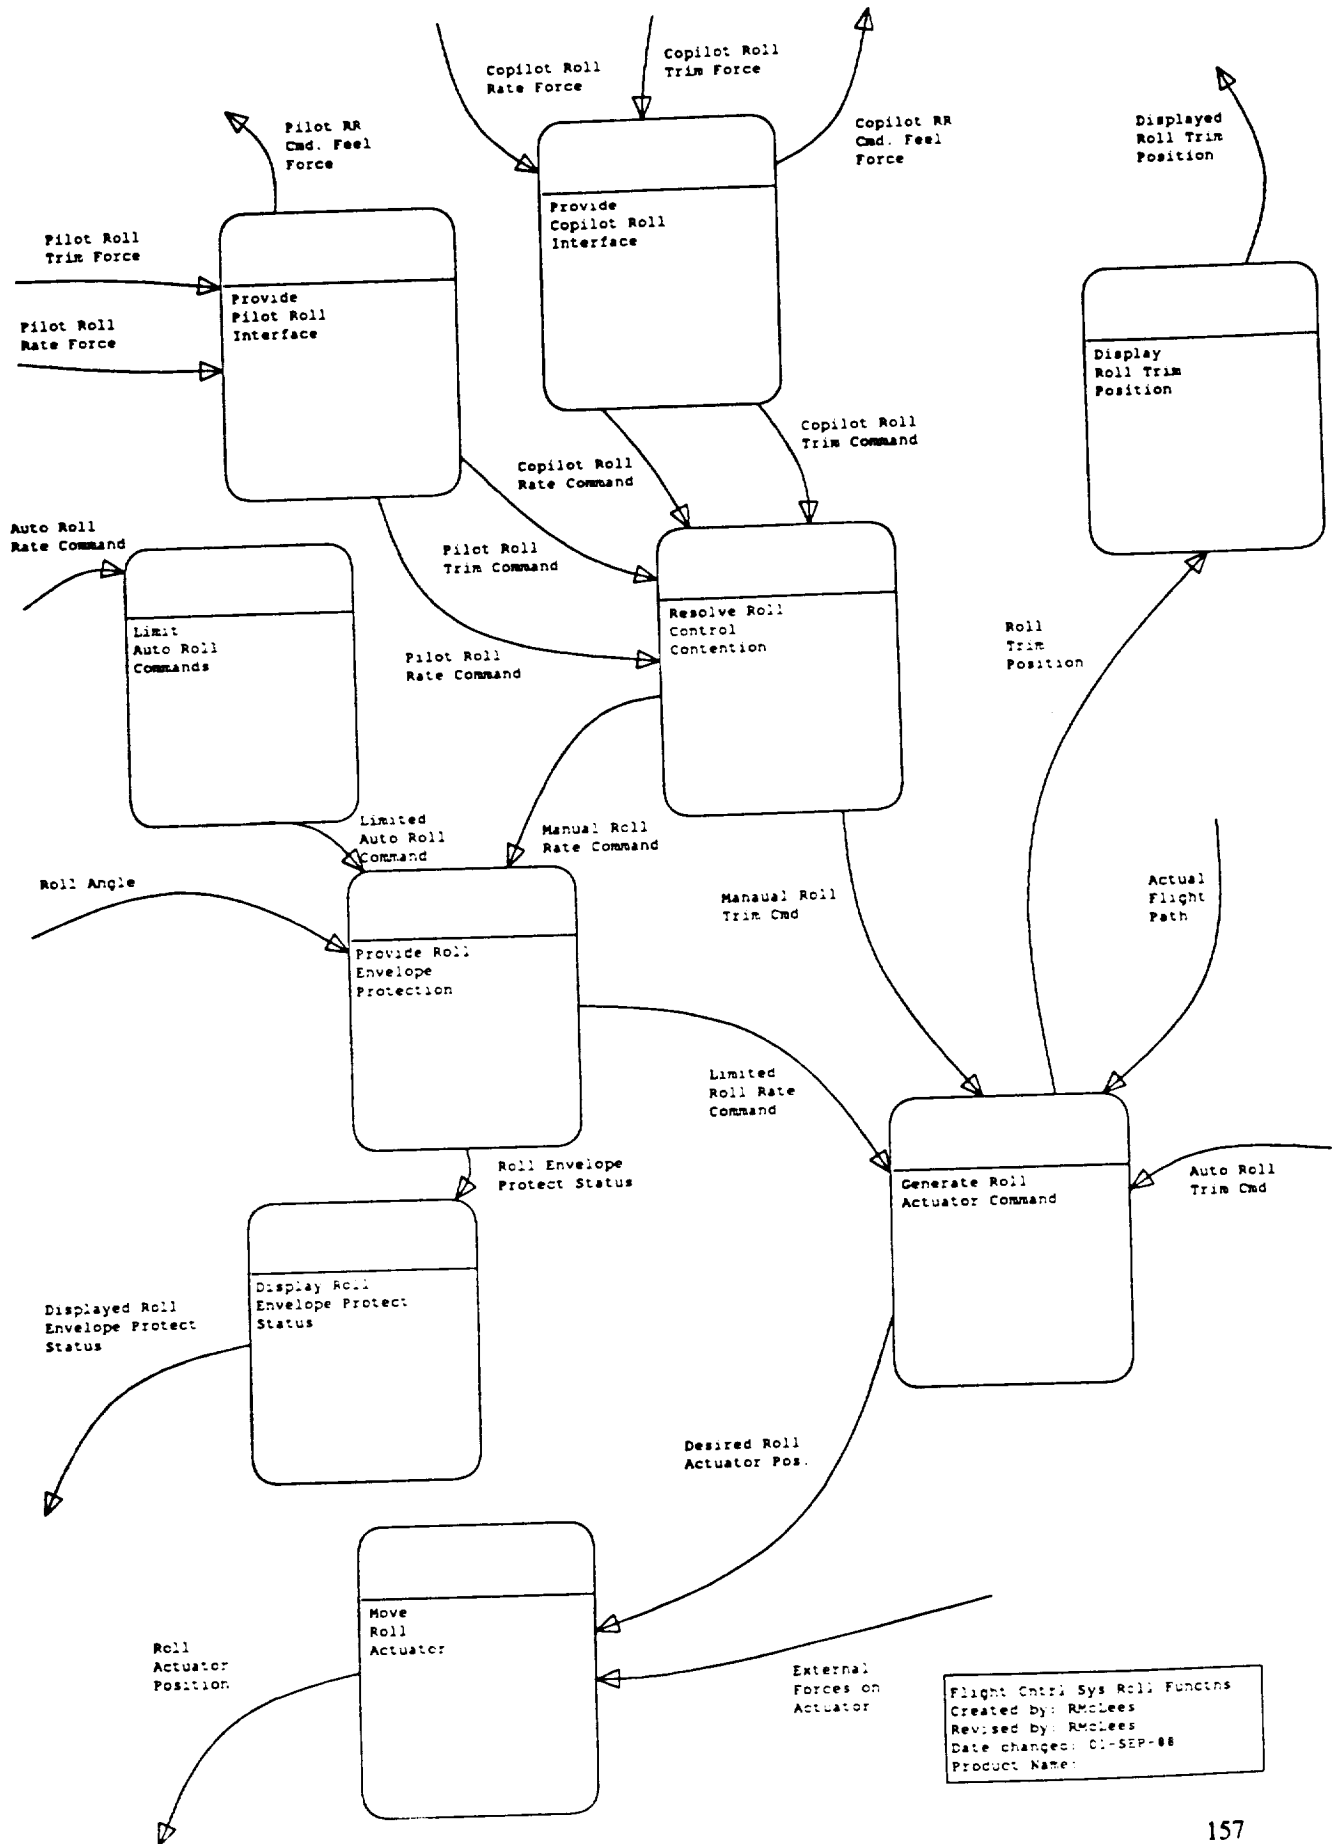 Copilot Roll
Rate Force
Copilot Roll
Trim Force
Pilot RR
Cmd. Feel
Force
Copilot RR
Cmd. Feel
Force
Displayed
Roll Trim
Position
Provide
Copilot Roll
Interface
Pilot Roll
Trim Force
Provide
Pilot Roll
Interface
Pilot Roll
Rate Force
Display
Roll Trim
Position
Copilot Roll
Trim Command
Copilot Roll
Rate Command
Auto Roll
Rate Command
Pilot Roll
Trim Command
Limit
Auto Roll
Commands
Resolve Roll
Control
Contention
Pilot Roll
Rate Command
Roll
Trim
Position
Limited
Auto Roll
Command
Manual Roll
Rate Command
Roll Angle
Manaual Roll
Trim Cmd
Actual
Flight
Path
Provide Roll
Envelope
Protection
Limited
Roll Rate
Command
Roll Envelope
Protect Status
Generate Roll
Actuator Command
Auto Roll
Trim Cmd
Display Roll
Envelope Protect
Status
Displayed Roll
Envelope Protect
Status
Desired Roll
Actuator Pos.
Move
Roll
Actuator
Roll
Actuator
Position
External
Forces on
Actuator
Flight Cntrl Sys Roll Functns
Created by: RMcLees
Revised by: RMcLees
Date changed: 01-SEP-88
Product Name:
157